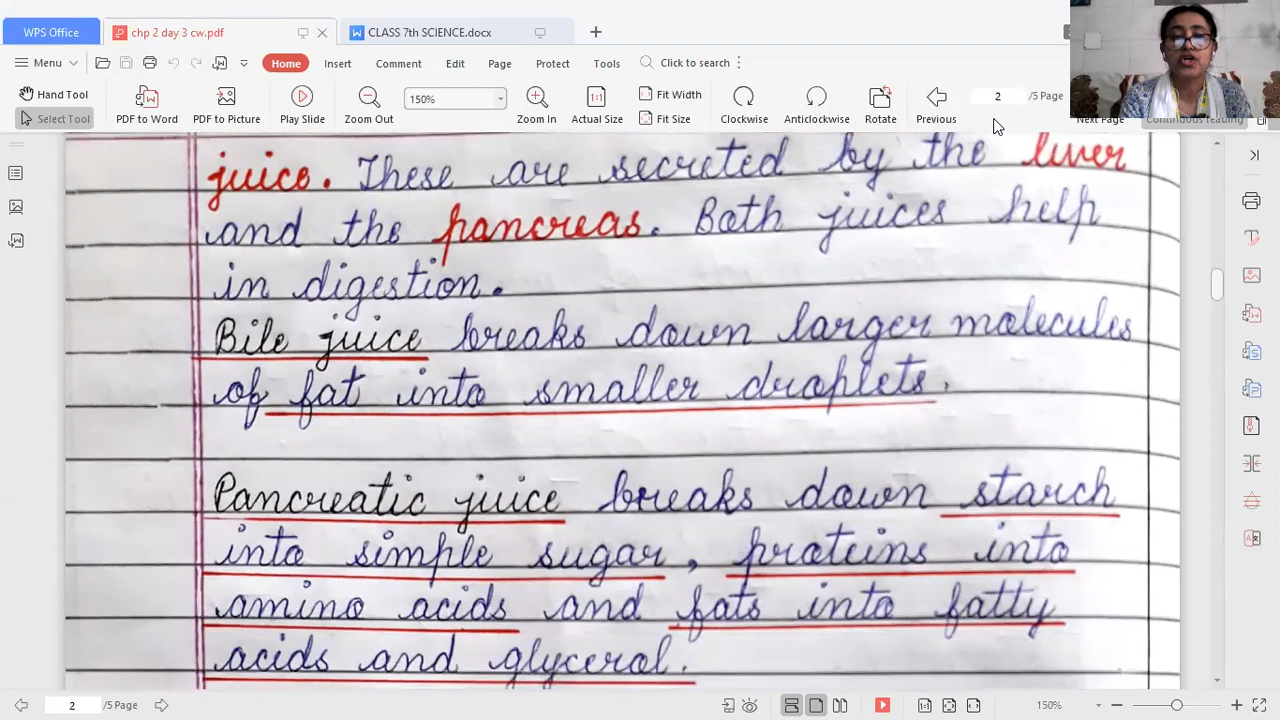 WPS Office
chp 2 day 3 cw.pdf
CLASS 7th SCIENCE.docx
Menu
Home
Insert
Comment
Edit
Page
Protect
Tools
Click to search
Hand Tool
Select Tool
PDF to Word
PDF to Picture
Play Slide
Zoom Out
150%
Zoom In
Actual Size
Fit Width
Fit Size
Clockwise
Anticlockwise
Rotate
Previous
2 /5 Page
Next Page
Continuous reading
juice. These are secreted by the liver
and the pancreas. Both juices help
in digestion.
Bile juice breaks down larger molecules
of fat into smaller droplets.
Pancreatic juice breaks down starch
into simple sugar, proteins into
amino acids and fats into fatty
acids and glycerol.
2 /5 Page
150%